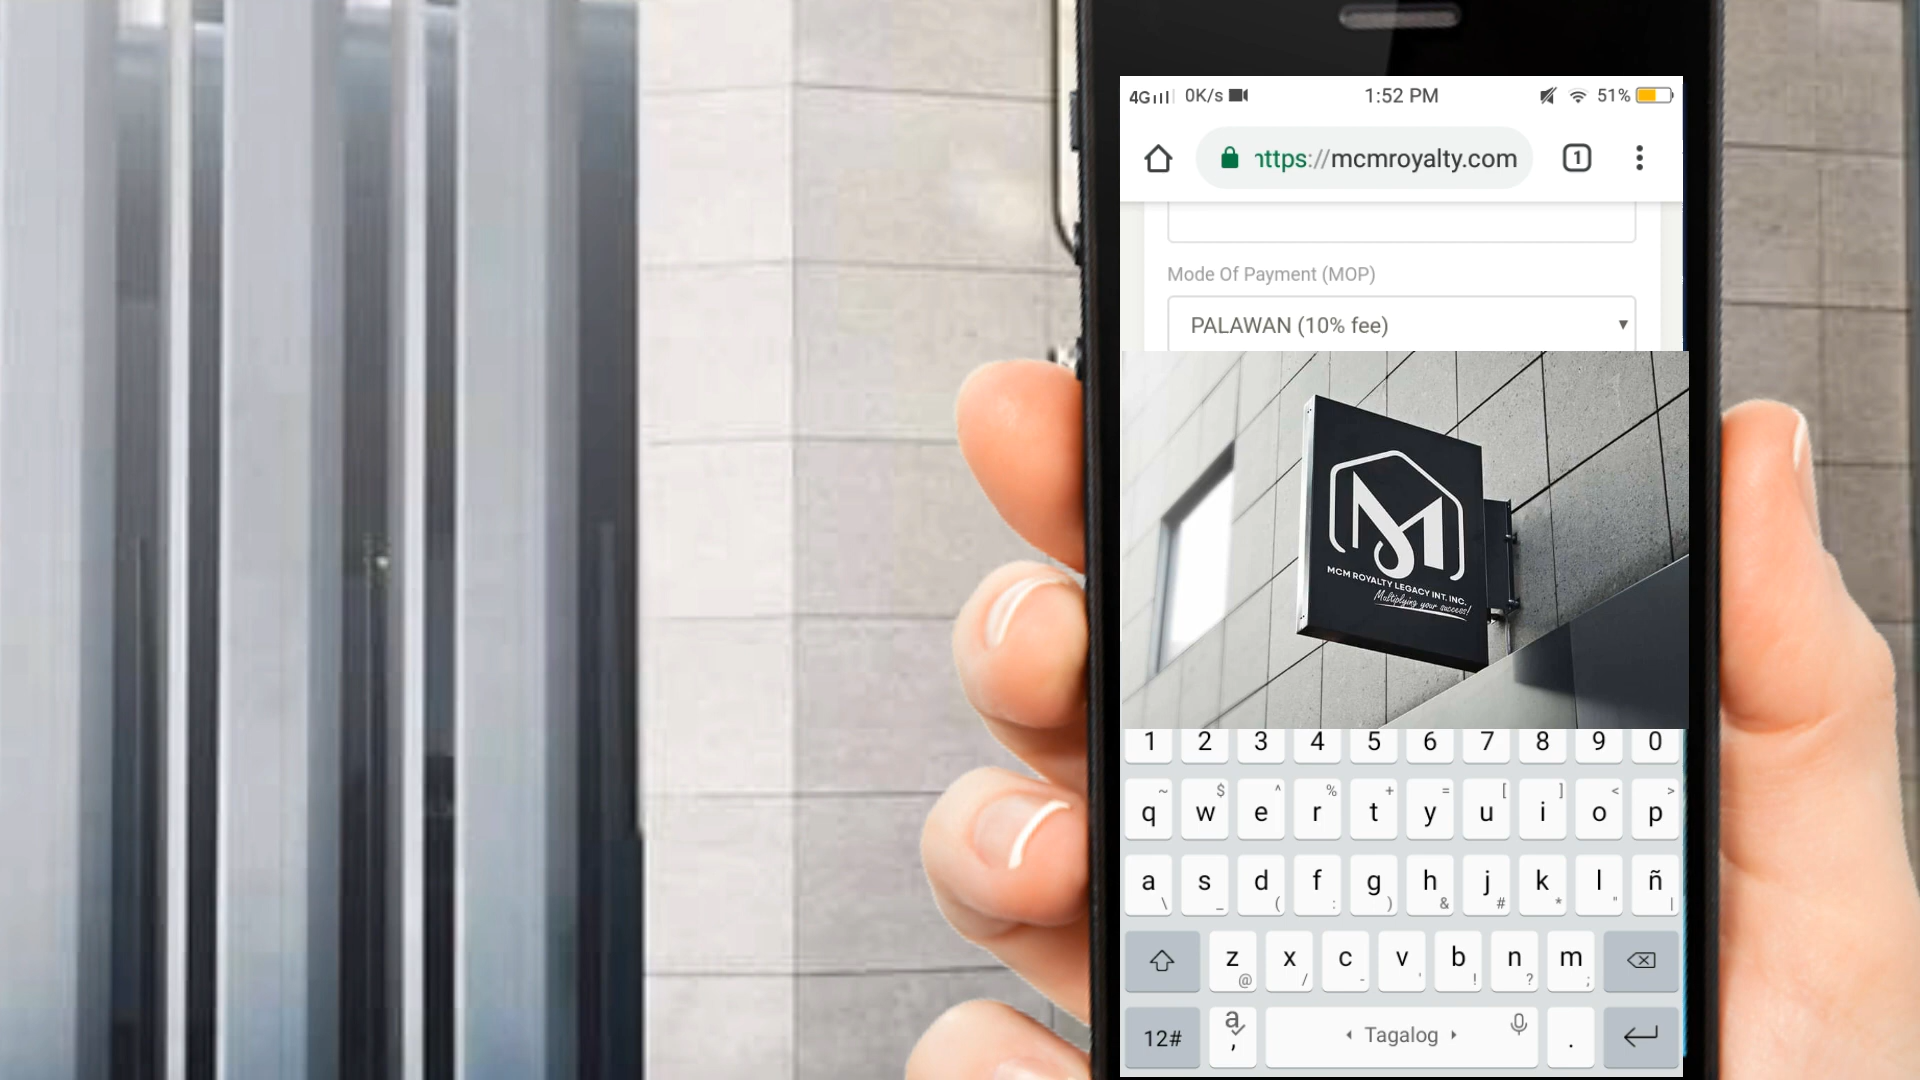 4G 0K/s 1:52 PM 51%
https://mcmroyalty.com 1
Mode Of Payment (MOP)
PALAWAN (10% fee) ▾
MCM ROYALTY LEGACY INT. INC.
Multiplying your success!
1 2 3 4 5 6 7 8 9 0
~ $ ^ % + = [ ] < >
q w e r t y u i o p
a s d f g h j k l ñ
\ _ ( : ) & # * " |
z x c v b n m
@ / - ' ! ? ;
12# a , Tagalog .